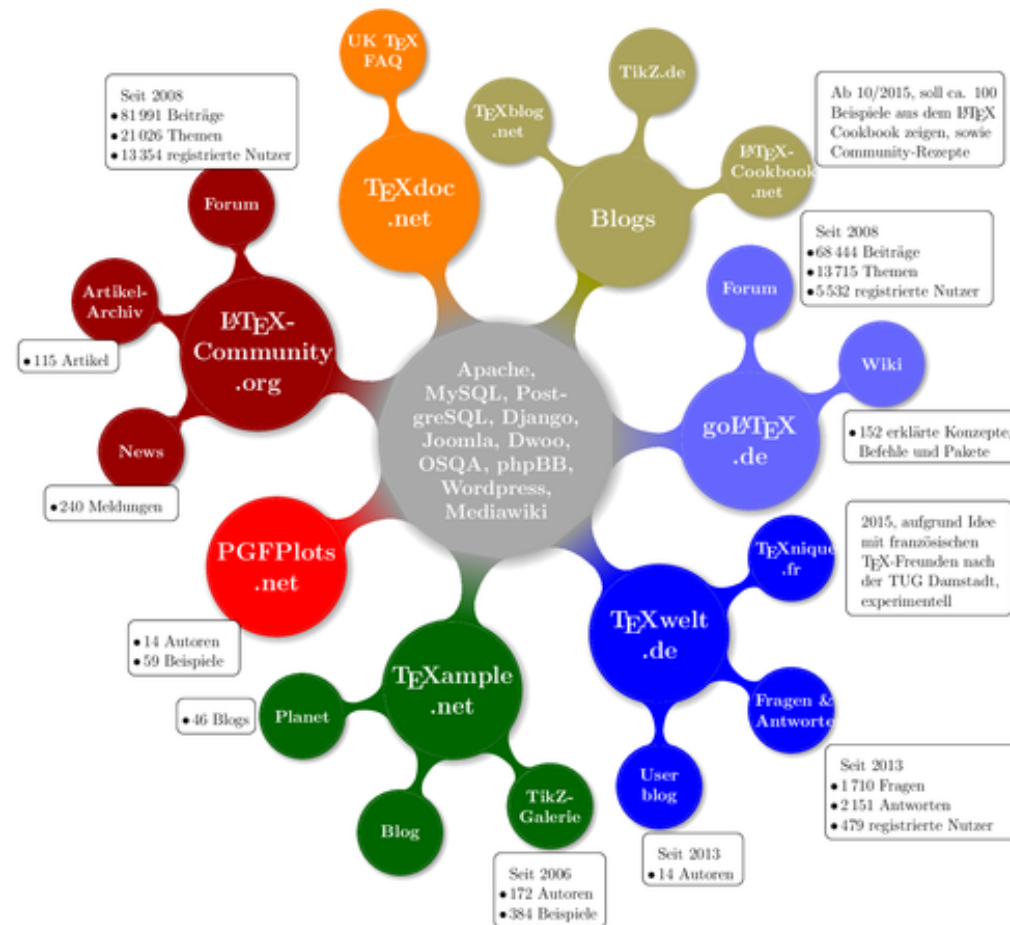 UK TEX
FAQ
TEXdoc
.net
TEXblog
.net
TikZ.de
LATEX-
Cookbook
.net
Blogs
Ab 10/2015, soll ca. 100
Beispiele aus dem LATEX
Cookbook zeigen, sowie
Community-Rezepte
Seit 2008
• 81 991 Beiträge
• 21 026 Themen
• 13 354 registrierte Nutzer
Forum
Artikel-
Archiv
• 115 Artikel
LATEX-
Community
.org
News
• 240 Meldungen
Seit 2008
• 68 444 Beiträge
• 13 715 Themen
• 5 532 registrierte Nutzer
Forum
Wiki
goLATEX
.de
• 152 erklärte Konzepte,
Befehle und Pakete
Apache,
MySQL, Post-
greSQL, Django,
Joomla, Dwoo,
OSQA, phpBB,
Wordpress,
Mediawiki
PGFPlots
.net
• 14 Autoren
• 59 Beispiele
TEXnique
.fr
2015, aufgrund Idee
mit französischen
TEX-Freunden nach
der TUG Damstadt,
experimentell
TEXwelt
.de
Fragen &
Antworte
Seit 2013
• 1 710 Fragen
• 2 151 Antworten
• 479 registrierte Nutzer
User
blog
Seit 2013
• 14 Autoren
TEXample
.net
Planet
• 46 Blogs
Blog
TikZ-
Galerie
Seit 2006
• 172 Autoren
• 384 Beispiele